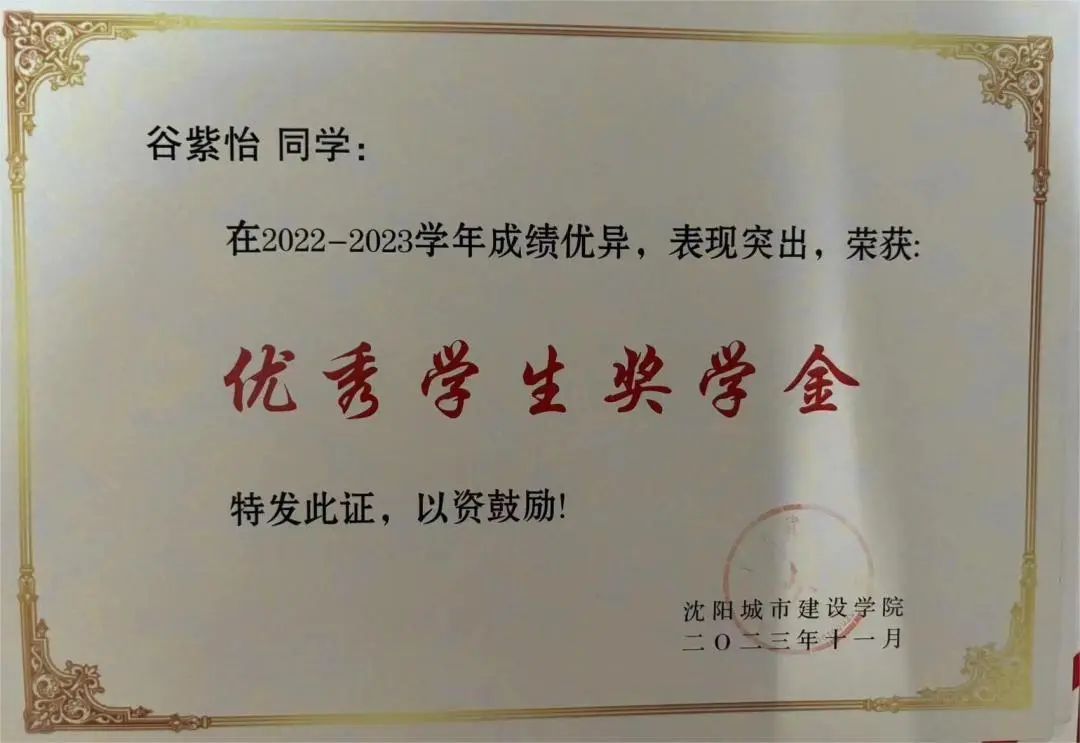 谷紫怡 同学：
在2022-2023学年成绩优异，表现突出，荣获:
优秀学生奖学金
特发此证，以资鼓励!
沈阳城市建设学院
二〇二三年十一月